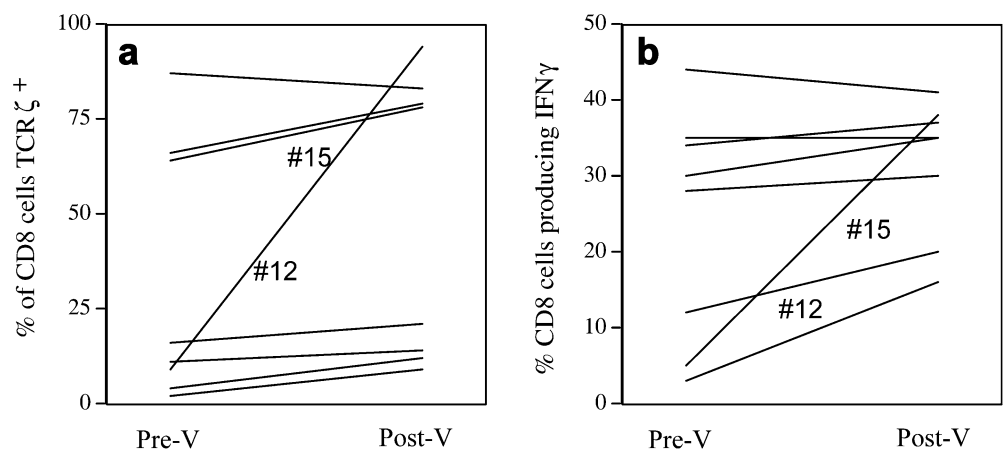 a
% of CD8 cells TCR ζ +
100
75
50
25
0
#15
#12
Pre-V
Post-V
b
% CD8 cells producing IFNγ
50
40
30
20
10
0
#15
#12
Pre-V
Post-V